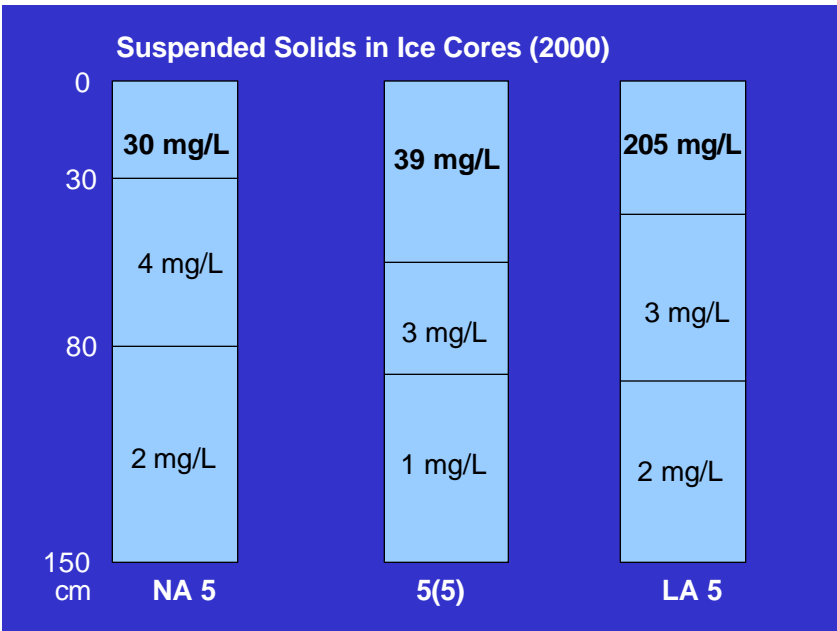 Suspended Solids in Ice Cores (2000)
0
30 mg/L
39 mg/L
205 mg/L
30
4 mg/L
3 mg/L
3 mg/L
80
2 mg/L
1 mg/L
2 mg/L
150
cm
NA 5
5(5)
LA 5